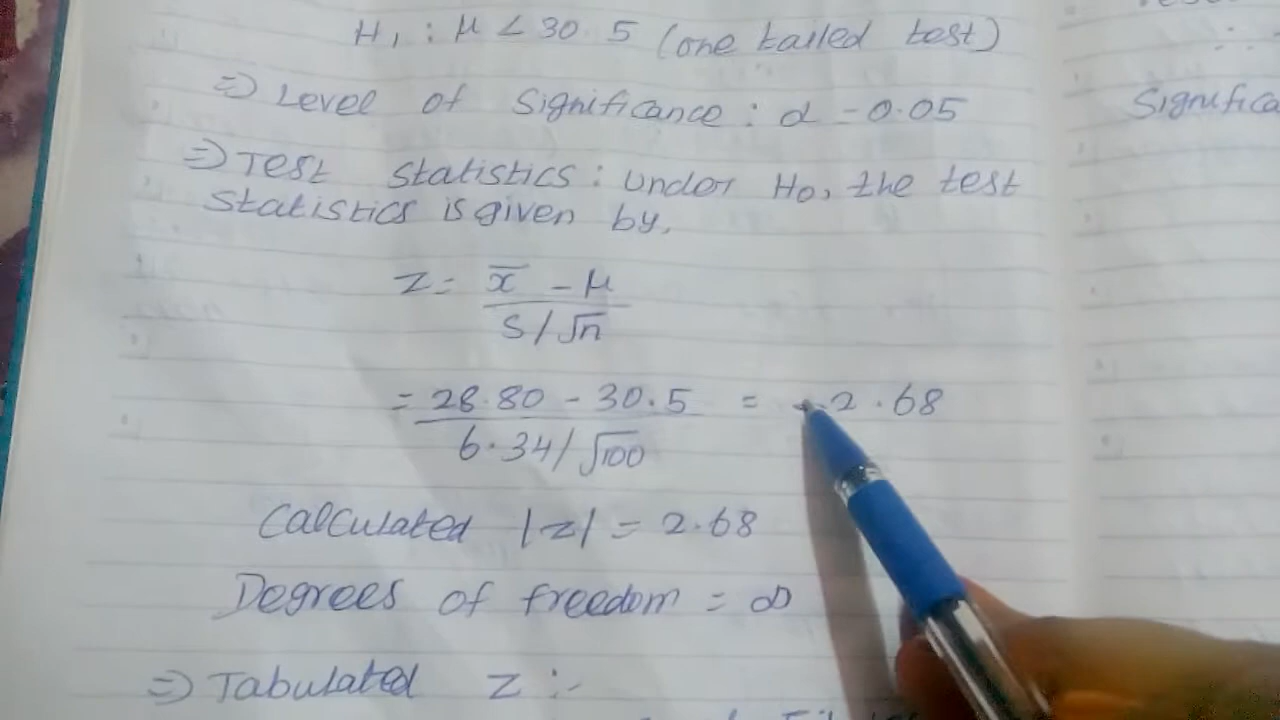 H₁ : μ < 30.5 (one tailed test)
⇒ Level of Significance : α = 0.05
⇒ Test Statistics : Under H₀, the test
Statistics is given by,
Z = x̄ - μ
S/√n
= 28.80 - 30.5 = -2.68
6.34/√100
Calculated |z| = 2.68
Degrees of freedom = ∞
⇒ Tabulated Z :-